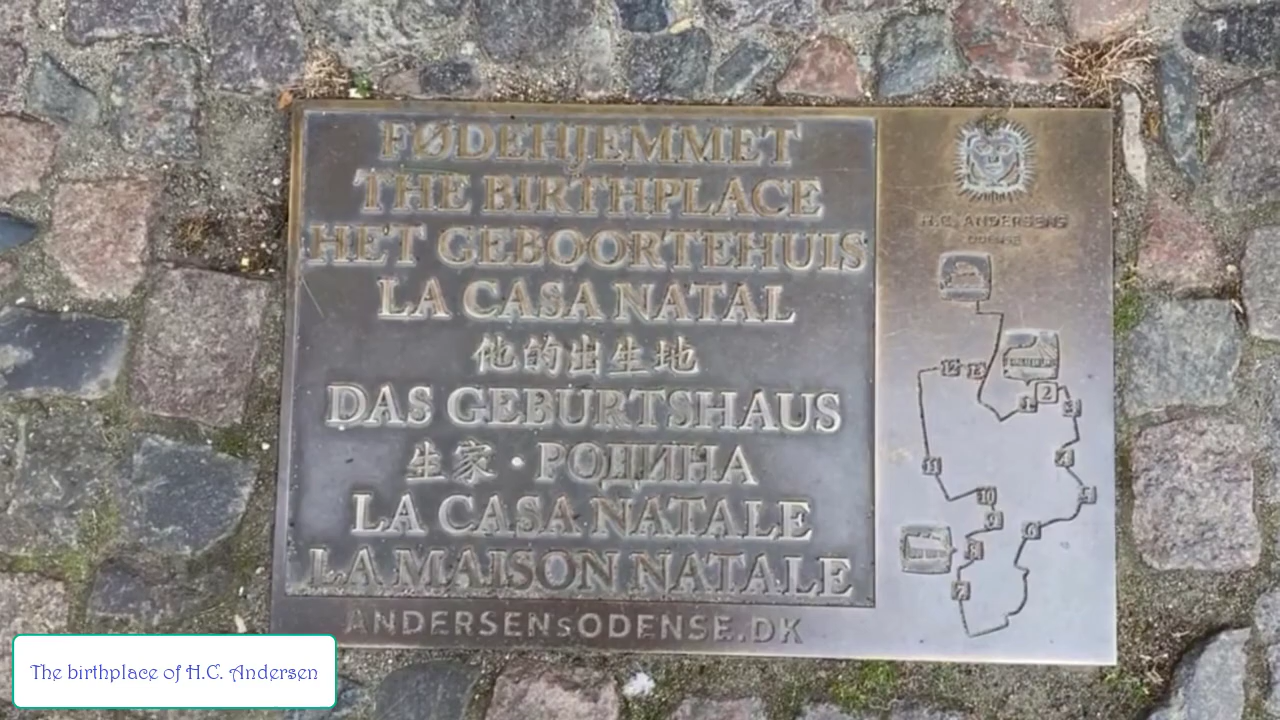 FØDEHJEMMET
THE BIRTHPLACE
HET GEBOORTEHUIS
LA CASA NATAL
他的出生地
DAS GEBURTSHAUS
生家 · РОДИНА
LA CASA NATALE
LA MAISON NATALE
ANDERSENsODENSE.DK
H.C. ANDERSENS
ODENSE
12 13
1 2 3
11
4
10
5
9
6
8
7
The birthplace of H.C. Andersen